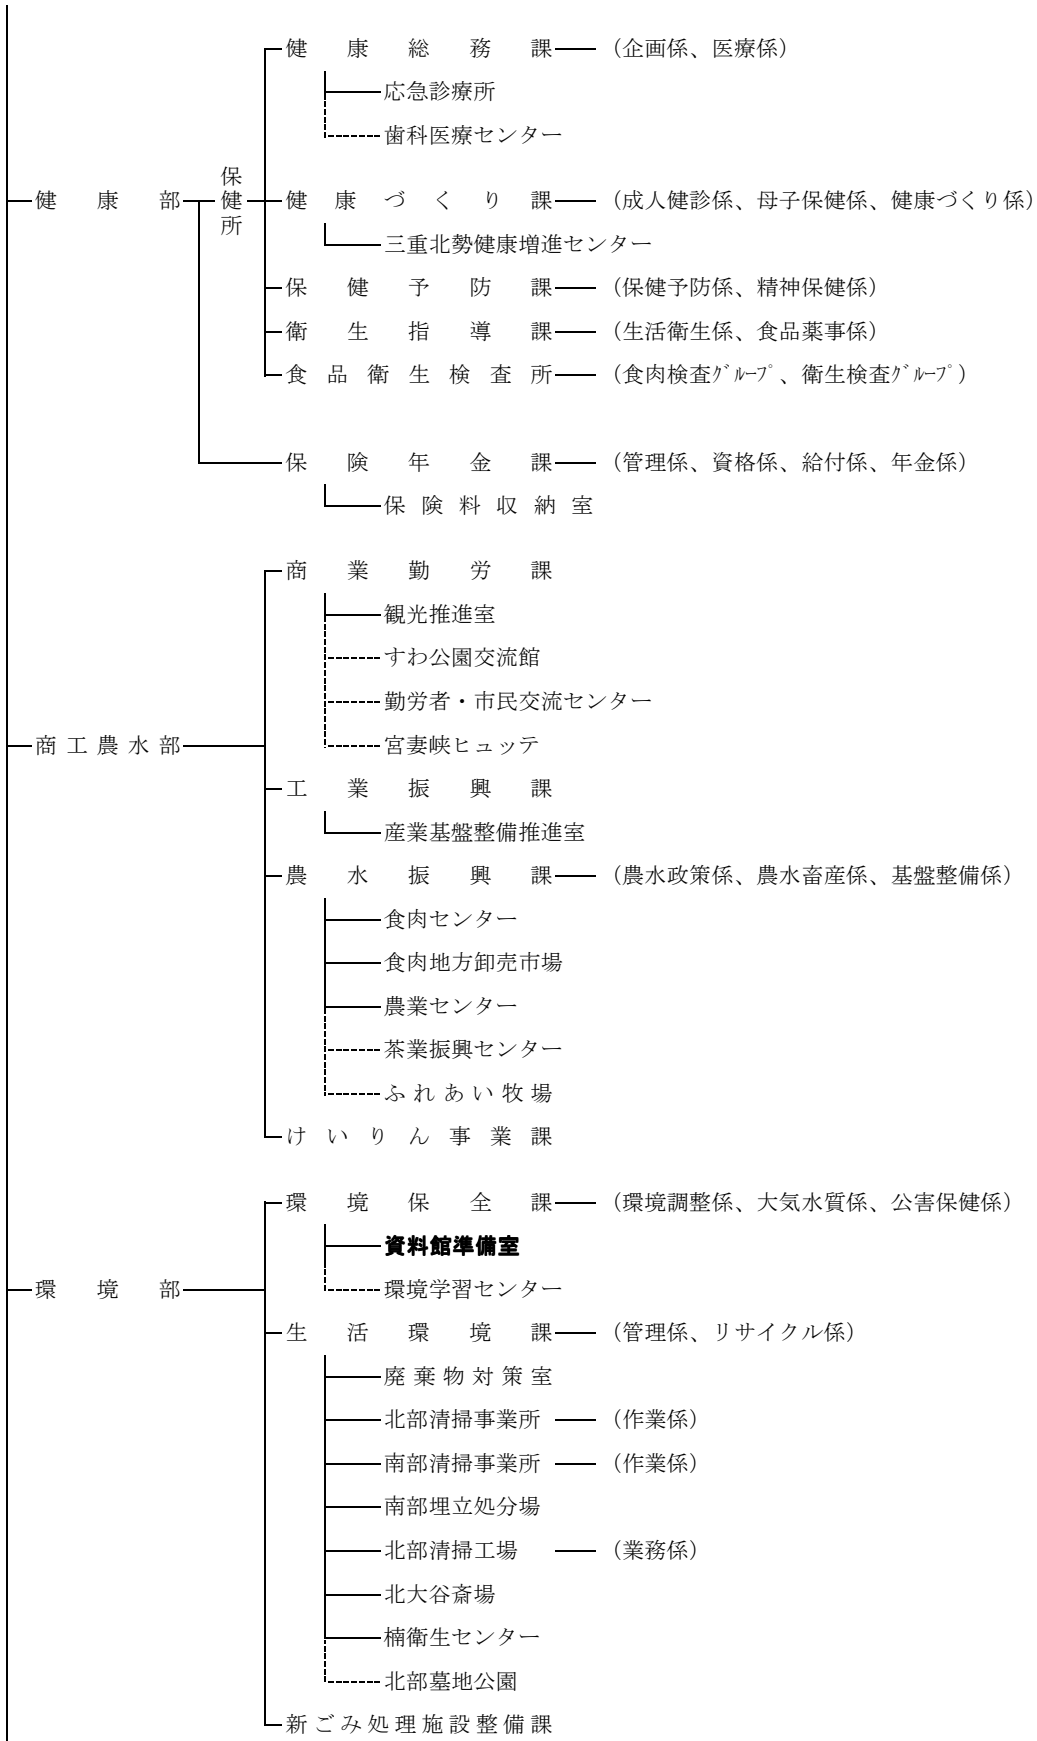 健康総務課 (企画係、医療係)
応急診療所
歯科医療センター
健康部 保健所 健康づくり課 (成人健診係、母子保健係、健康づくり係)
三重北勢健康増進センター
保健予防課 (保健予防係、精神保健係)
衛生指導課 (生活衛生係、食品薬事係)
食品衛生検査所 (食肉検査ｸﾞﾙｰﾌﾟ、衛生検査ｸﾞﾙｰﾌﾟ)
保険年金課 (管理係、資格係、給付係、年金係)
保険料収納室
商業勤労課
観光推進室
すわ公園交流館
勤労者・市民交流センター
商工農水部 宮妻峡ヒュッテ
工業振興課
産業基盤整備推進室
農水振興課 (農水政策係、農水畜産係、基盤整備係)
食肉センター
食肉地方卸売市場
農業センター
茶業振興センター
ふれあい牧場
けいりん事業課
環境保全課 (環境調整係、大気水質係、公害保健係)
資料館準備室
環境部 環境学習センター
生活環境課 (管理係、リサイクル係)
廃棄物対策室
北部清掃事業所 (作業係)
南部清掃事業所 (作業係)
南部埋立処分場
北部清掃工場 (業務係)
北大谷斎場
楠衛生センター
北部墓地公園
新ごみ処理施設整備課